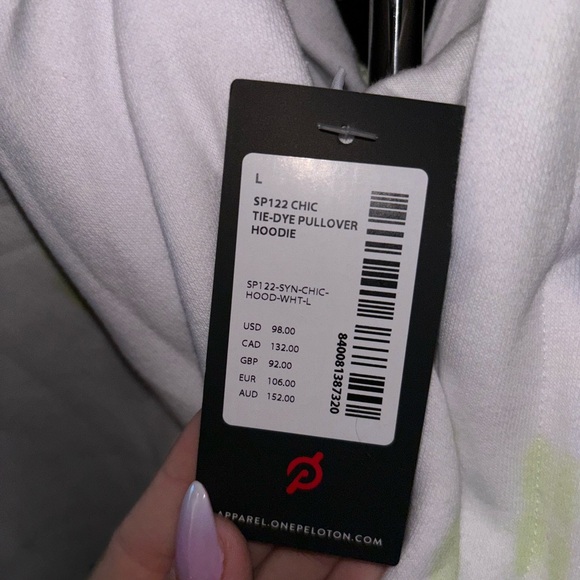 L
SP122 CHIC
TIE-DYE PULLOVER
HOODIE
SP122-SYN-CHIC-
HOOD-WHT-L
USD 98.00
CAD 132.00
GBP 92.00
EUR 106.00
AUD 152.00
840081387320
APPAREL.ONEPELOTON.COM